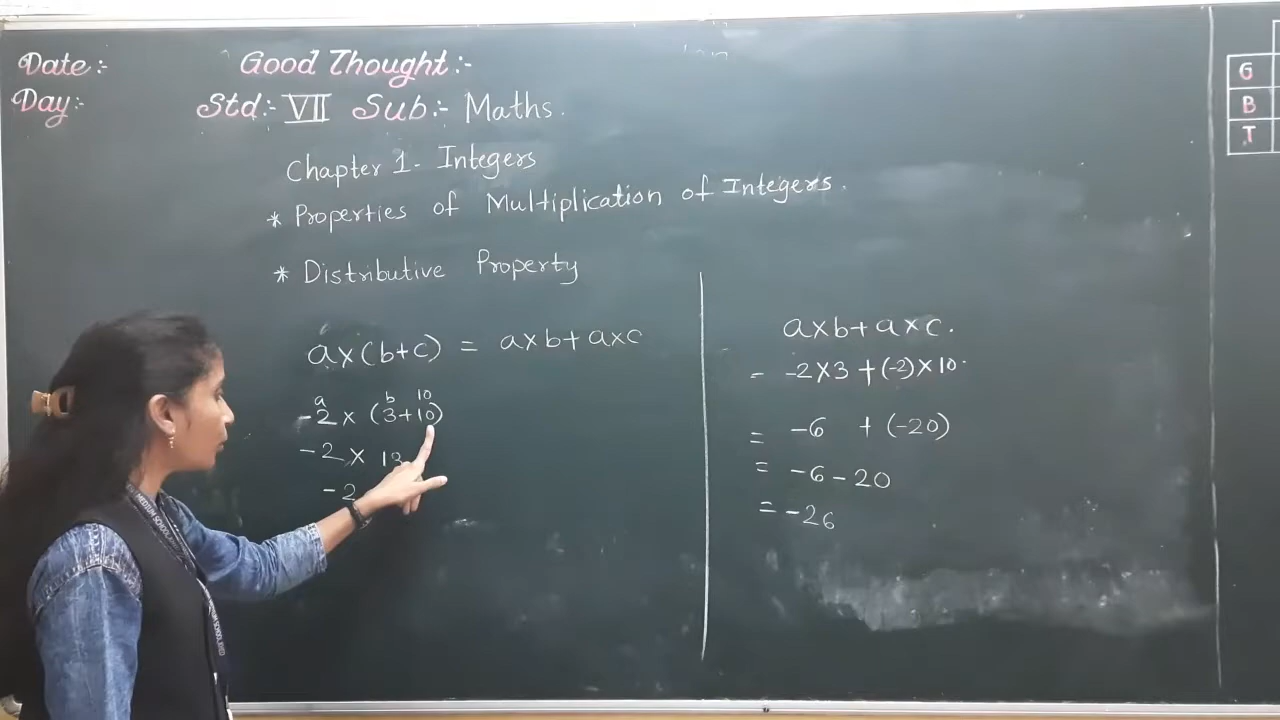 Date:-
Good Thought:-
Day:-
Std:- VII Sub:- Maths.
Chapter 1- Integers
* Properties of Multiplication of Integers.
* Distributive Property
a×(b+c) = a×b+a×c
a b 10
-2 × (3+10)
-2 × 13
-2
a×b+a×c.
= -2×3 +(-2)×10.
= -6 + (-20)
= -6-20
= -26
G
B
T